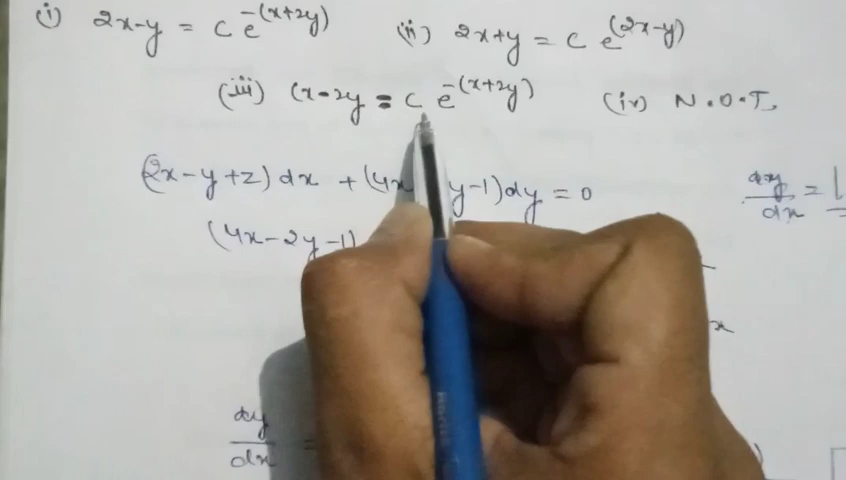 (i) 2x-y = c e^-(x+2y) (ii) 2x+y = c e^(2x-y)
(iii) (x-2y = c e^-(x+2y) (iv) N.O.T.
(2x-y+z) dx + (4x y-1) dy = 0 dy/dx =
(4x-2y-1)
x
dy/dx =